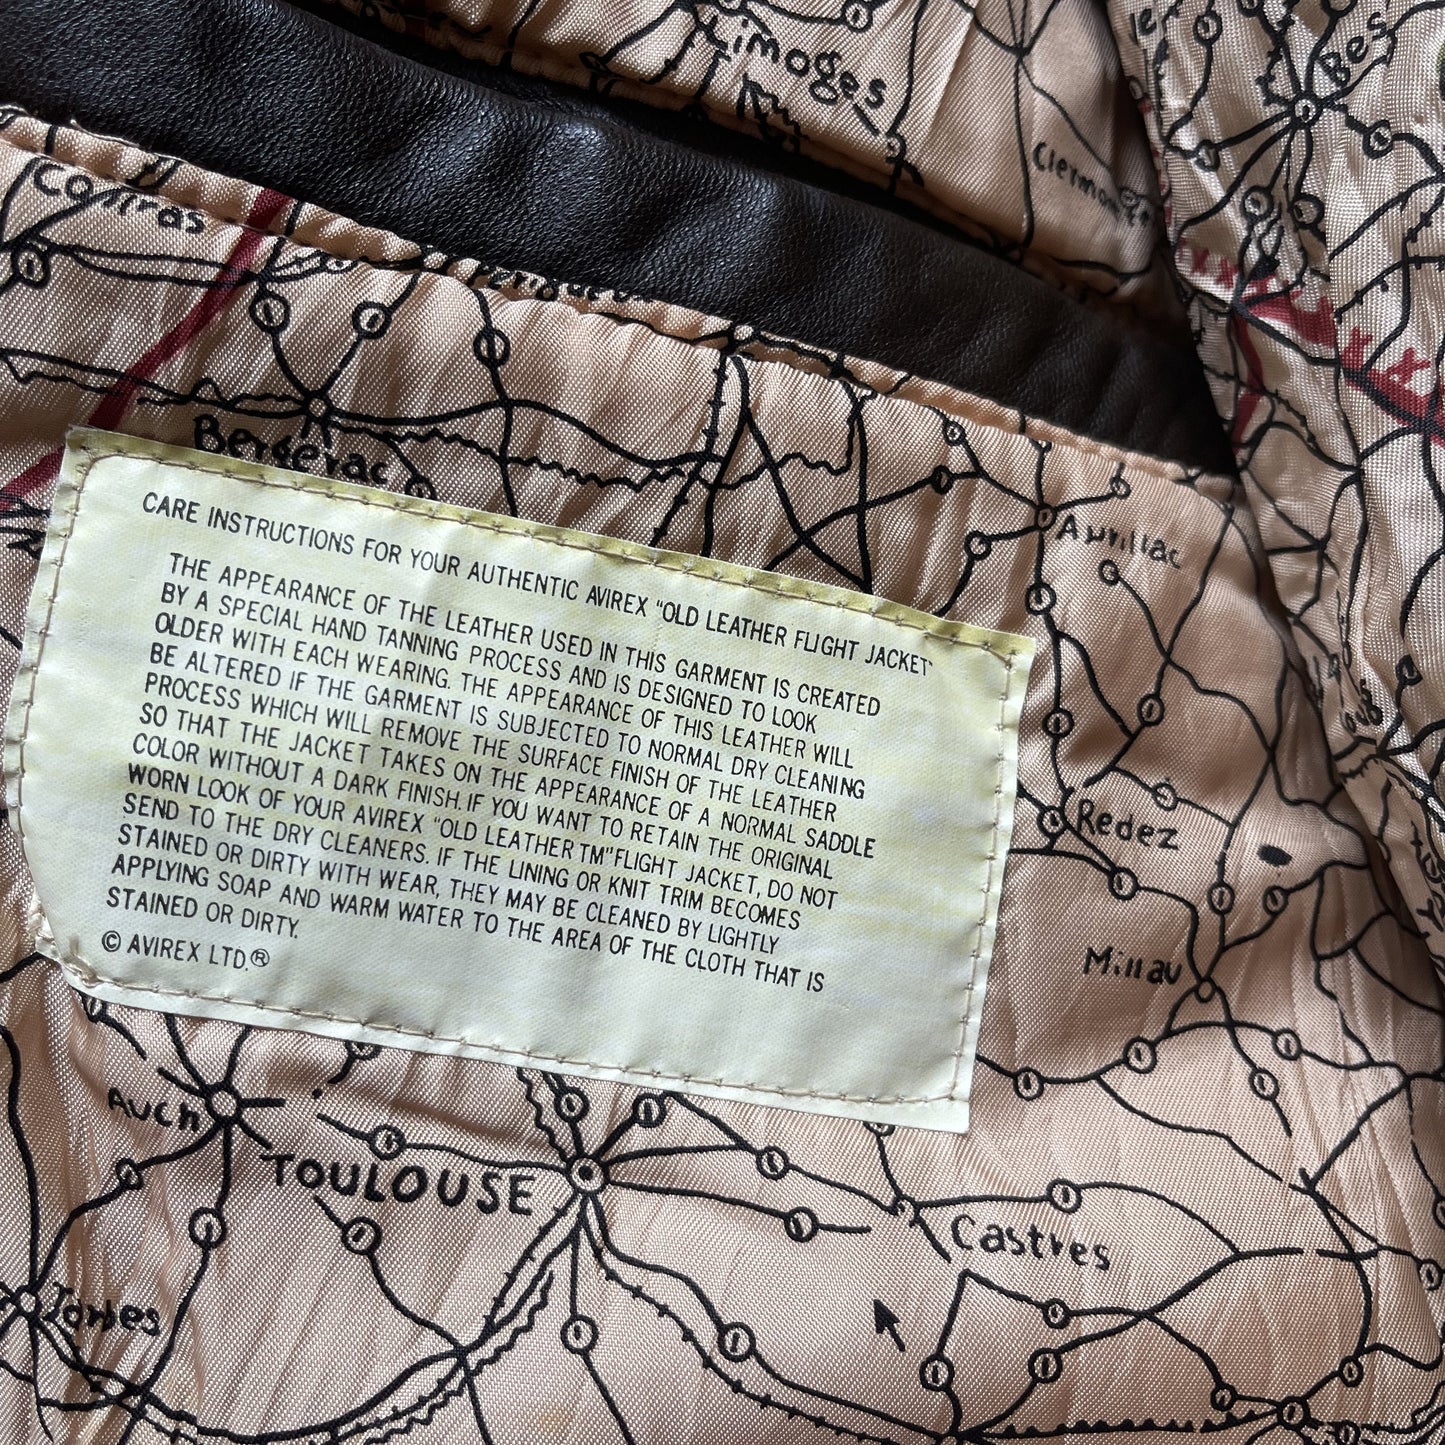 Limoges
Bes
Clermont
Contras
Bergerac
Aurillac
CARE INSTRUCTIONS FOR YOUR AUTHENTIC AVIREX "OLD LEATHER FLIGHT JACKET"
THE APPEARANCE OF THE LEATHER USED IN THIS GARMENT IS CREATED
BY A SPECIAL HAND TANNING PROCESS AND IS DESIGNED TO LOOK
OLDER WITH EACH WEARING. THE APPEARANCE OF THIS LEATHER WILL
BE ALTERED IF THE GARMENT IS SUBJECTED TO NORMAL DRY CLEANING
PROCESS WHICH WILL REMOVE THE SURFACE FINISH OF THE LEATHER
SO THAT THE JACKET TAKES ON THE APPEARANCE OF A NORMAL SADDLE
COLOR WITHOUT A DARK FINISH. IF YOU WANT TO RETAIN THE ORIGINAL
WORN LOOK OF YOUR AVIREX "OLD LEATHER TM" FLIGHT JACKET, DO NOT
SEND TO THE DRY CLEANERS. IF THE LINING OR KNIT TRIM BECOMES
STAINED OR DIRTY WITH WEAR, THEY MAY BE CLEANED BY LIGHTLY
APPLYING SOAP AND WARM WATER TO THE AREA OF THE CLOTH THAT IS
STAINED OR DIRTY.
© AVIREX LTD.®
Redez
Millau
Auch
TOULOUSE
Castres
Tarbes